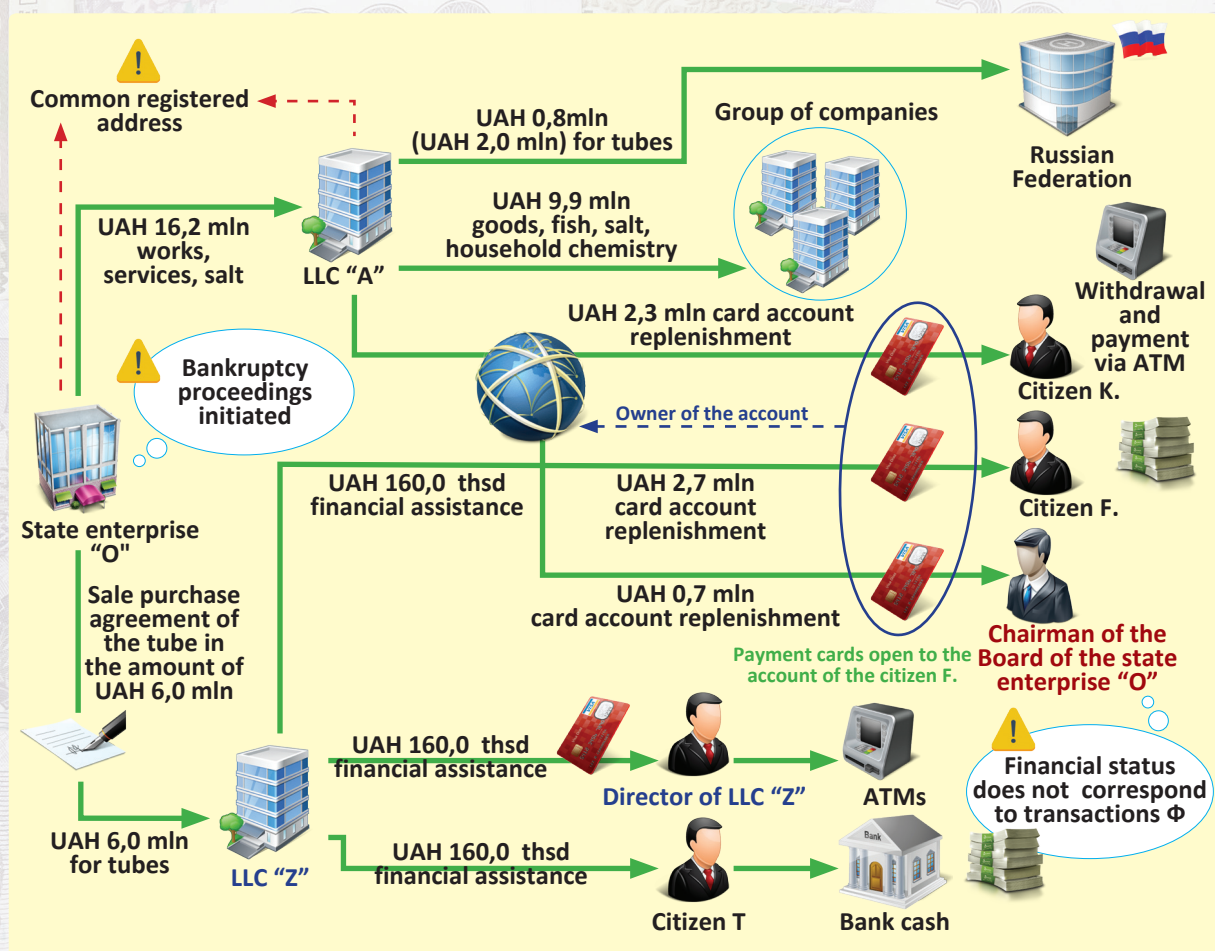 Common registered
address
UAH 0,8mln
(UAH 2,0 mln) for tubes
Group of companies
Russian
Federation
UAH 16,2 mln
works,
services, salt
LLC “A”
UAH 9,9 mln
goods, fish, salt,
household chemistry
Withdrawal
and
payment
via ATM
UAH 2,3 mln card account
replenishment
Citizen K.
Bankruptcy
proceedings
initiated
Owner of the account
State enterprise
“O"
UAH 160,0 thsd
financial assistance
UAH 2,7 mln
card account
replenishment
Citizen F.
UAH 0,7 mln
card account replenishment
Sale purchase
agreement of
the tube in
the amount of
UAH 6,0 mln
Payment cards open to the
account of the citizen F.
Chairman of the
Board of the state
enterprise “O”
UAH 160,0 thsd
financial assistance
Director of LLC “Z”
ATMs
Financial status
does not correspond
to transactions Ф
UAH 6,0 mln
for tubes
LLC “Z”
UAH 160,0 thsd
financial assistance
Citizen T
Bank
Bank cash